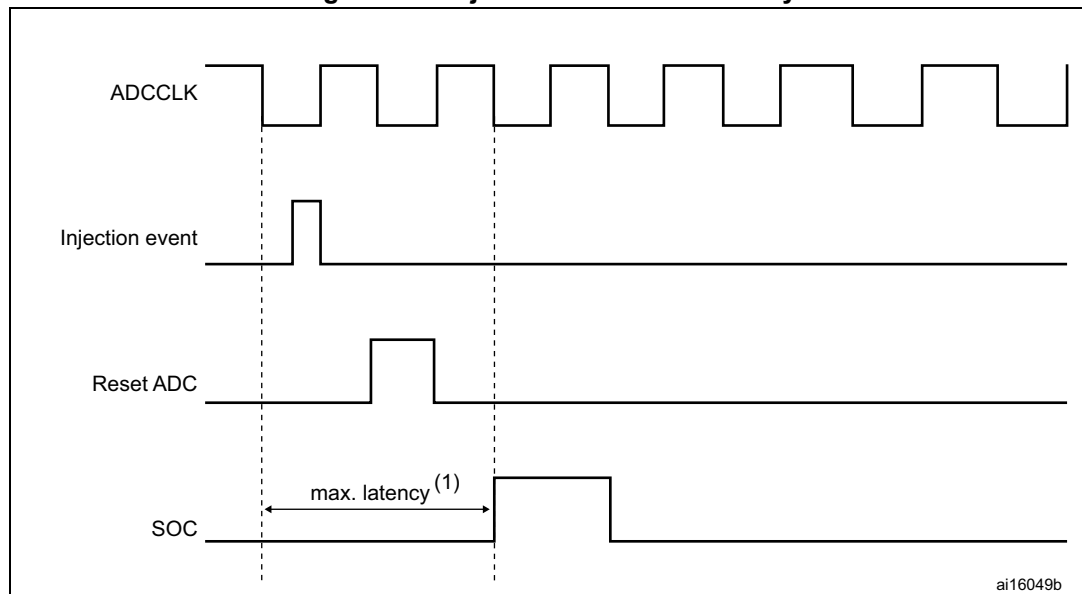 ADCCLK
Injection event
Reset ADC
max. latency (1)
SOC
ai16049b